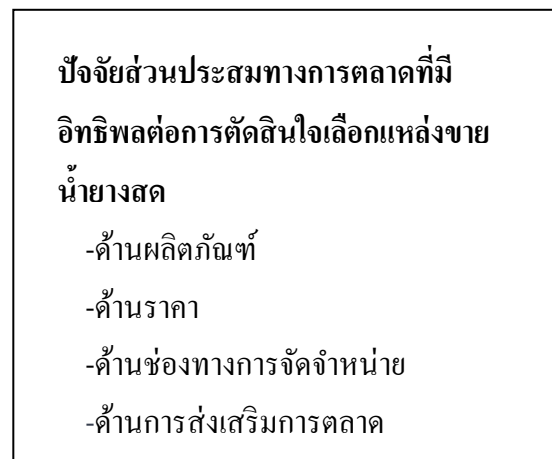 ปัจจัยส่วนประสมทางการตลาดที่มี
อิทธิพลต่อการตัดสินใจเลือกแหล่งขาย
น้ำยางสด
-ด้านผลิตภัณฑ์
-ด้านราคา
-ด้านช่องทางการจัดจำหน่าย
-ด้านการส่งเสริมการตลาด